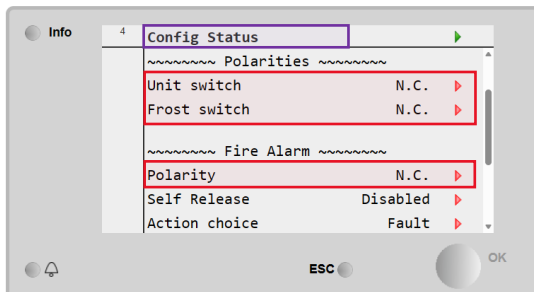 Info
4 Config Status
~~~~~~~~ Polarities ~~~~~~~~
Unit switch N.C.
Frost switch N.C.
~~~~~~~~ Fire Alarm ~~~~~~~~
Polarity N.C.
Self Release Disabled
Action choice Fault
ESC
OK